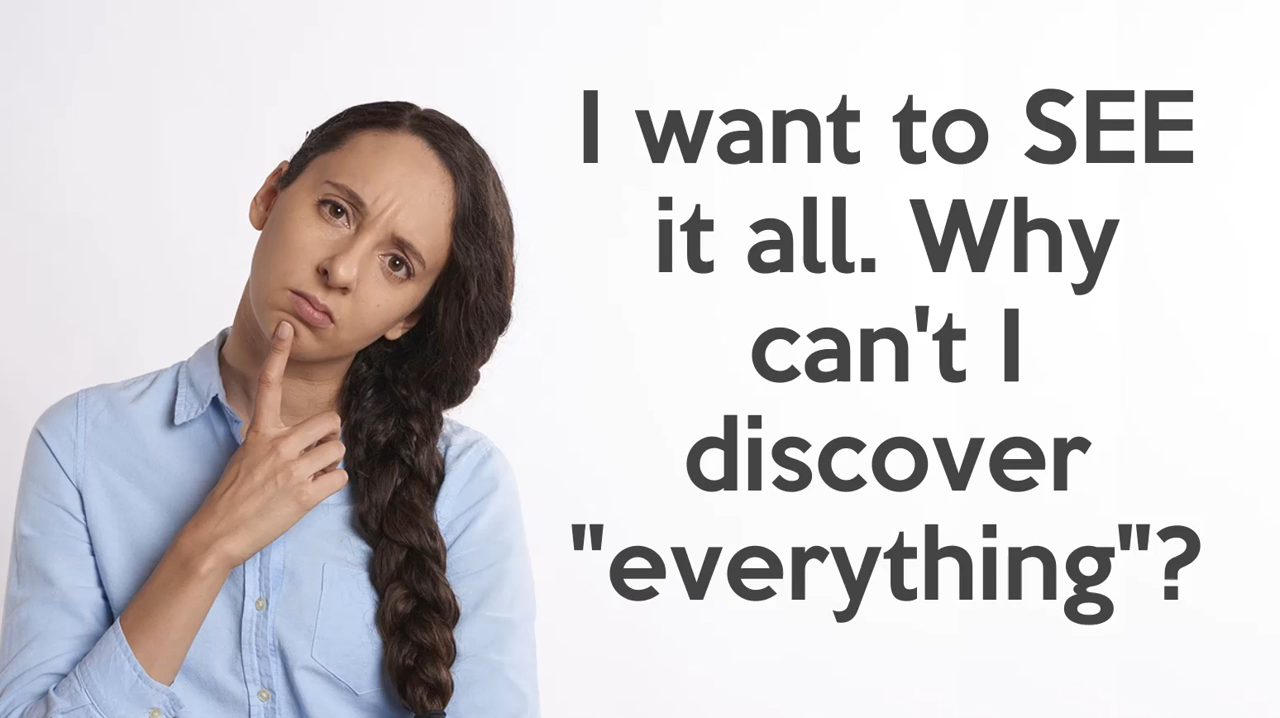 I want to SEE
it all. Why
can't I
discover
"everything"?